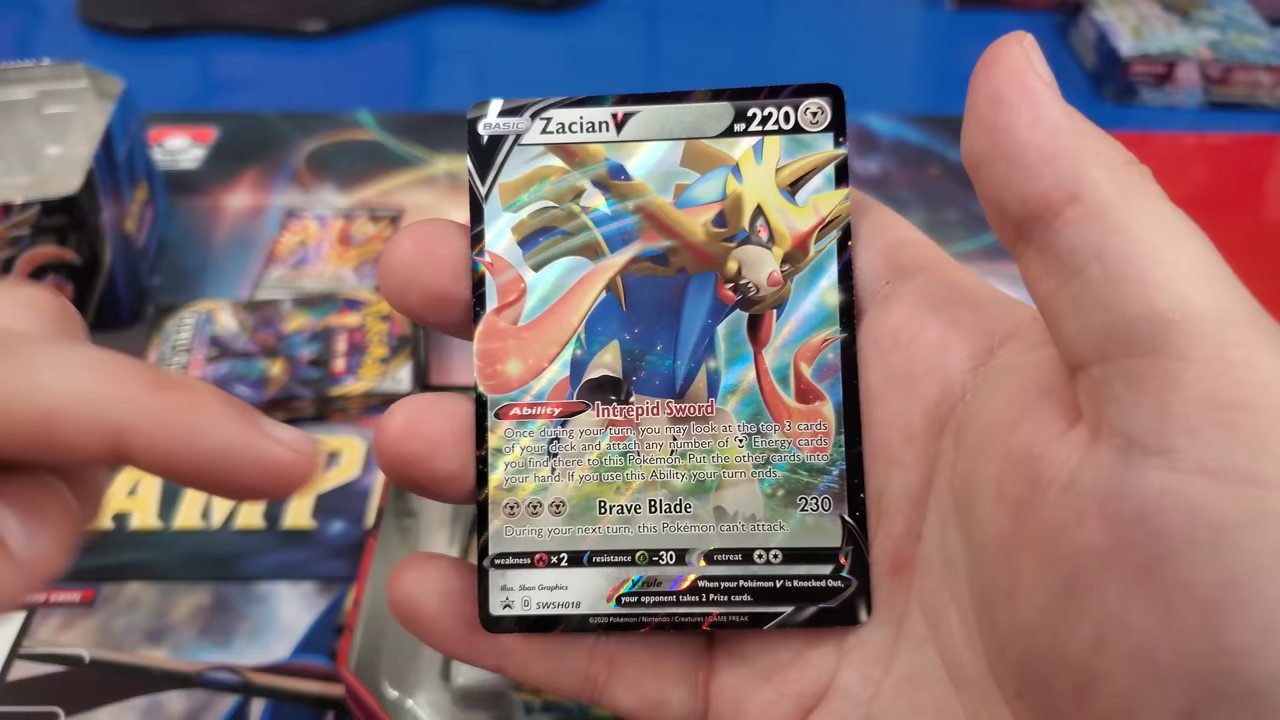 BASIC Zacian V HP 220
Ability Intrepid Sword
Once during your turn, you may look at the top 3 cards
of your deck and attach any number of Energy cards
you find there to this Pokémon. Put the other cards into
your hand. If you use this Ability, your turn ends.
Brave Blade 230
During your next turn, this Pokémon can't attack.
weakness ×2 resistance -30 retreat
Illus. 5ban Graphics
V rule When your Pokémon V is Knocked Out,
your opponent takes 2 Prize cards.
D SWSH018
©2020 Pokémon / Nintendo / Creatures / GAME FREAK
AMP